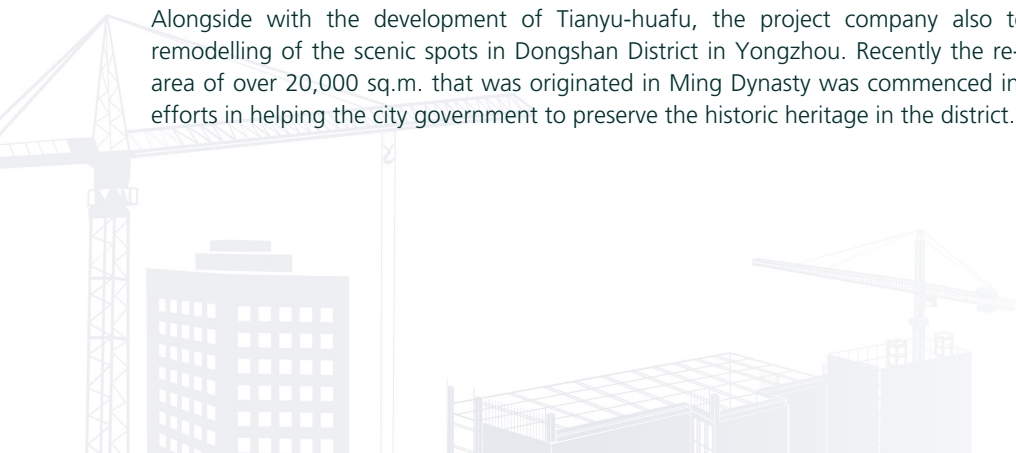 Alongside with the development of Tianyu-huafu, the project company also
remodelling of the scenic spots in Dongshan District in Yongzhou. Recently the
area of over 20,000 sq.m. that was originated in Ming Dynasty was commenced in
efforts in helping the city government to preserve the historic heritage in the district.